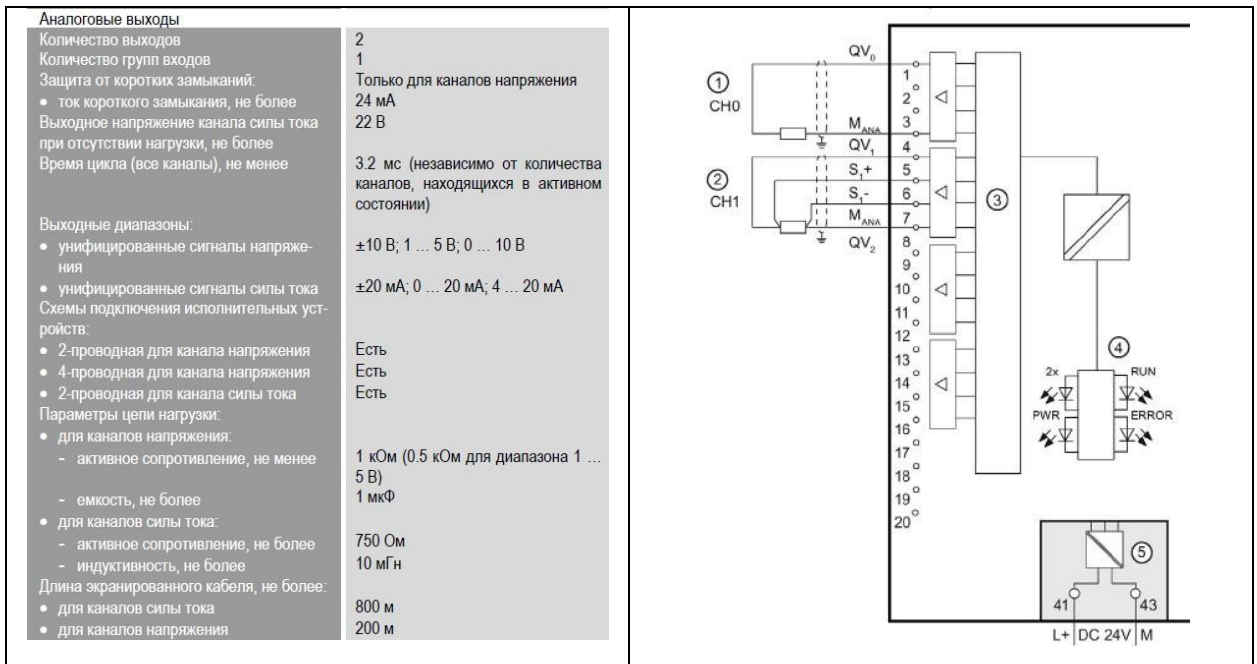 Аналоговые выходы
Количество выходов 2
Количество групп входов 1
Защита от коротких замыканий: Только для каналов напряжения
• ток короткого замыкания, не более 24 мА
Выходное напряжение канала силы тока 22 В
при отсутствии нагрузки, не более
Время цикла (все каналы), не менее 3.2 мс (независимо от количества
каналов, находящихся в активном
состоянии)
Выходные диапазоны:
• унифицированные сигналы напряже- ±10 В; 1 … 5 В; 0 … 10 В
ния
• унифицированные сигналы силы тока ±20 мА; 0 … 20 мА; 4 … 20 мА
Схемы подключения исполнительных уст-
ройств:
• 2-проводная для канала напряжения Есть
• 4-проводная для канала напряжения Есть
• 2-проводная для канала силы тока Есть
Параметры цепи нагрузки:
• для каналов напряжения:
- активное сопротивление, не менее 1 кОм (0.5 кОм для диапазона 1 …
5 В)
- емкость, не более 1 мкФ
• для каналов силы тока:
- активное сопротивление, не более 750 Ом
- индуктивность, не более 10 мГн
Длина экранированного кабеля, не более:
• для каналов силы тока 800 м
• для каналов напряжения 200 м
QV0
1
① CH0
2
MANA 3
QV1 4
S1+ 5
② CH1
S1- 6
③
MANA 7
QV2 8
9
10
11
12
④
13
2x RUN
14
15
PWR ERROR
16
17
18
19
20
⑤
41 43
L+ DC 24V M